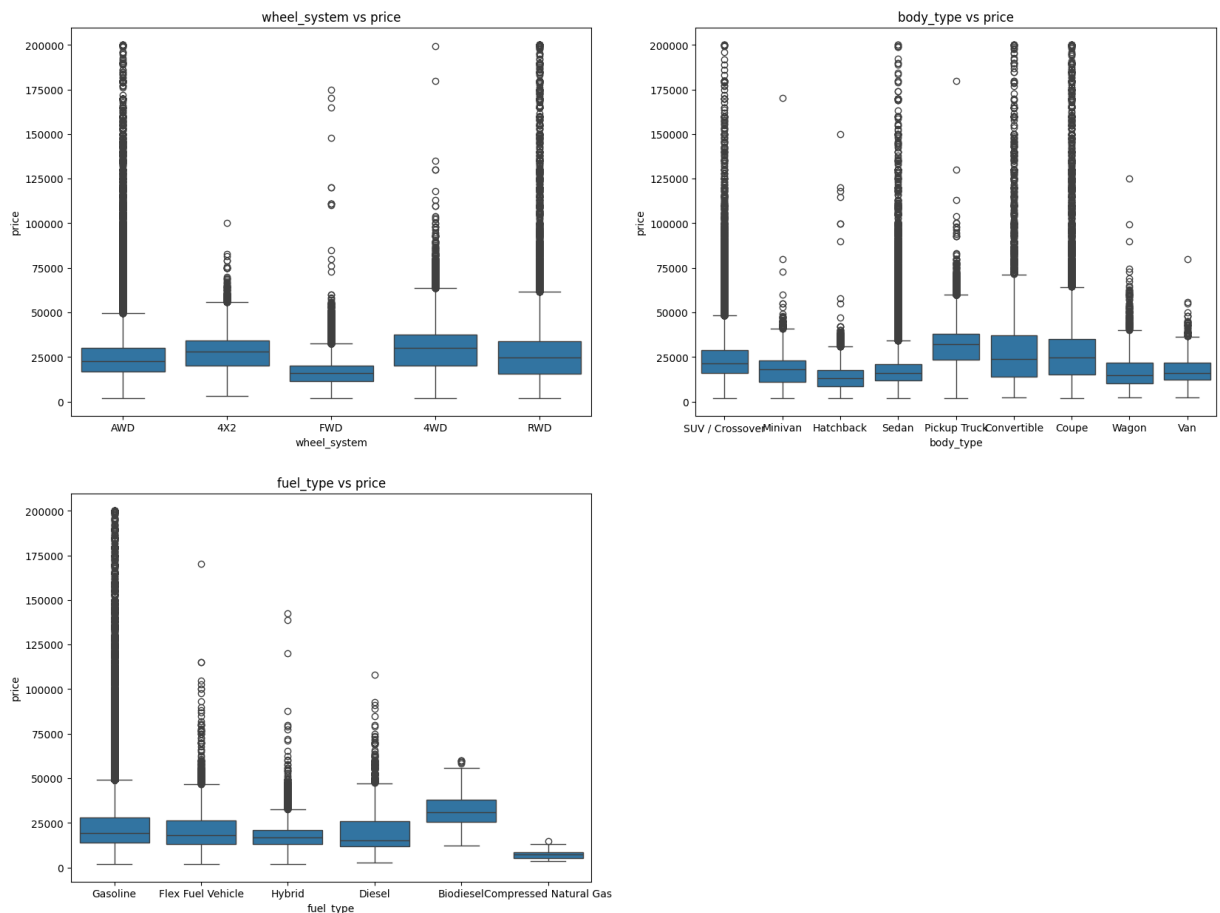 wheel_system vs price
200000
175000
150000
125000
100000
75000
50000
25000
0
price
AWD 4X2 FWD 4WD RWD
wheel_system
body_type vs price
200000
175000
150000
125000
100000
75000
50000
25000
0
price
SUV / Crossover Minivan Hatchback Sedan Pickup Truck Convertible Coupe Wagon Van
body_type
fuel_type vs price
200000
175000
150000
125000
100000
75000
50000
25000
0
price
Gasoline Flex Fuel Vehicle Hybrid Diesel Biodiesel Compressed Natural Gas
fuel_type